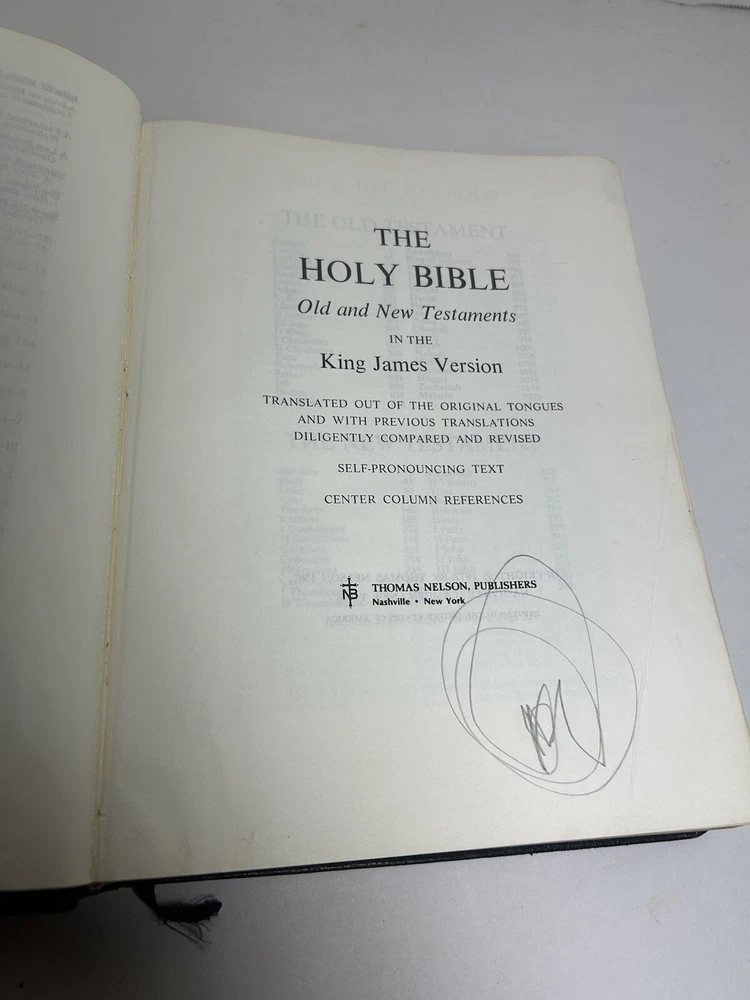 THE
HOLY BIBLE
Old and New Testaments
IN THE
King James Version
TRANSLATED OUT OF THE ORIGINAL TONGUES
AND WITH PREVIOUS TRANSLATIONS
DILIGENTLY COMPARED AND REVISED
SELF-PRONOUNCING TEXT
CENTER COLUMN REFERENCES
THOMAS NELSON, PUBLISHERS
Nashville • New York